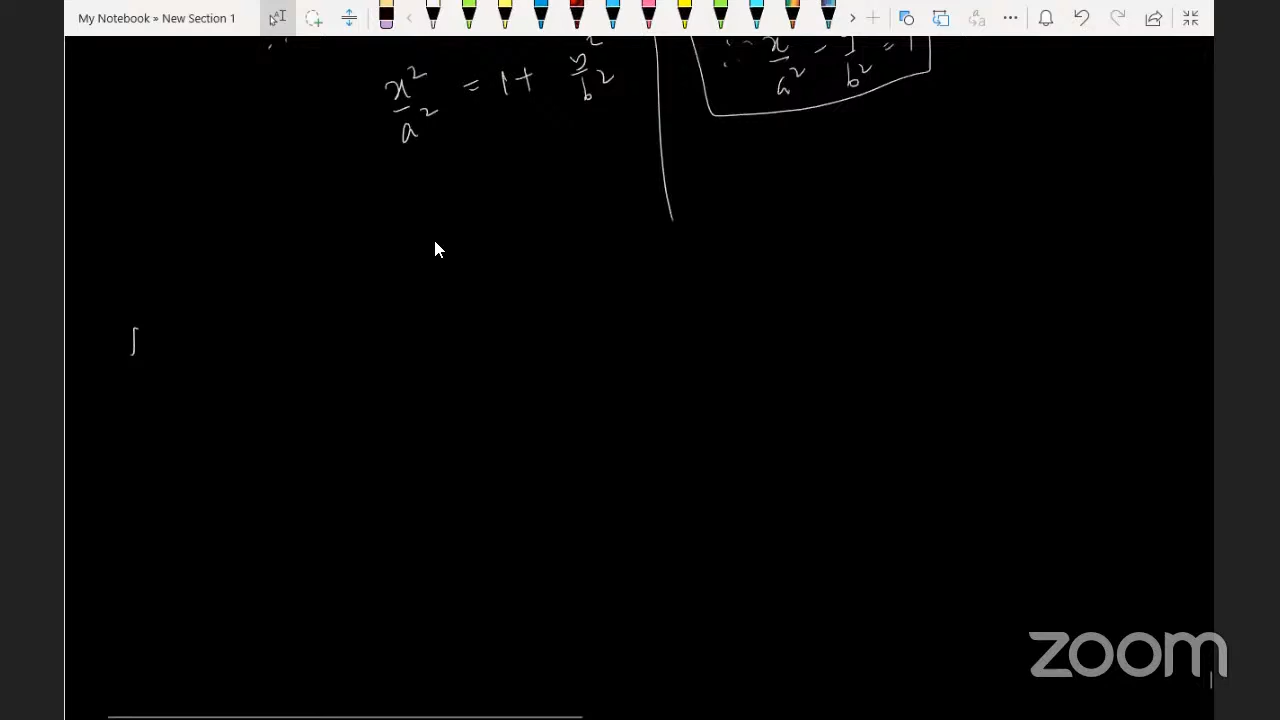 My Notebook » New Section 1
x²/a² = 1 + y²/b²
∴ x²/a² - y²/b² = 1
∫
zoom